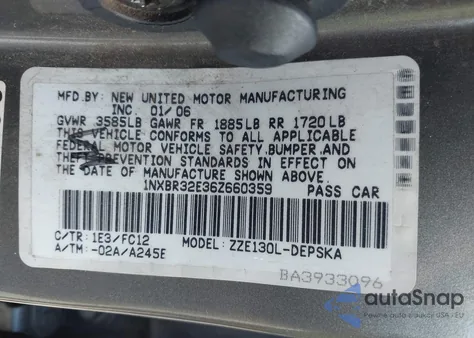 MFD.BY: NEW UNITED MOTOR MANUFACTURING
INC. 01/06
GVWR 3585LB GAWR FR 1885LB RR 1720LB
THIS VEHICLE CONFORMS TO ALL APPLICABLE
FEDERAL MOTOR VEHICLE SAFETY,BUMPER,AND
THEFT PREVENTION STANDARDS IN EFFECT ON
THE DATE OF MANUFACTURE SHOWN ABOVE.
1NXBR32E36Z660359 PASS CAR
C/TR: 1E3/FC12 MODEL: ZZE130L-DEPSKA
A/TM: -02A/A245E
BA3933096
autoSnap